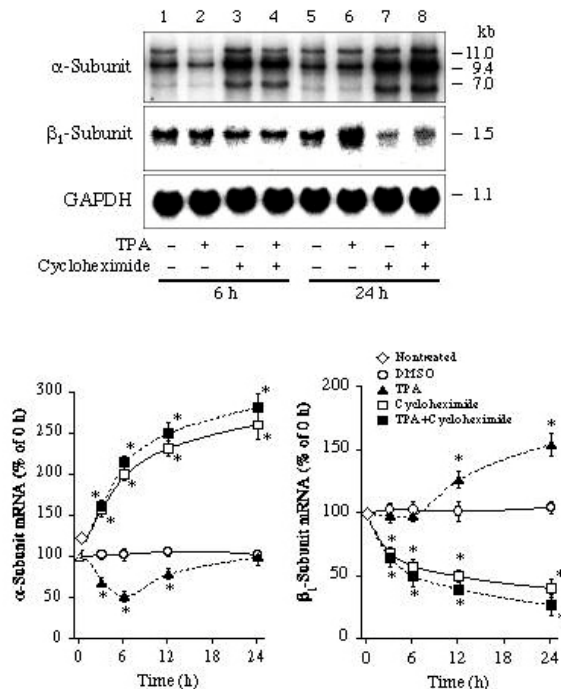 1 2 3 4 5 6 7 8 kb
α-Subunit
11.0
9.4
7.0
β1-Subunit
1.5
GAPDH
1.1
TPA – + – + – + – +
Cycloheximide – – + + – – + +
6 h 24 h
Nontreated
DMSO
TPA
Cycloheximile
TPA+Cycloheximile
α-Subunit mRNA (% of 0 h)
300
250
200
150
100
50
0
* * * * * * * * * * *
0 6 12 18 24
Time (h)
β1-Subunit mRNA (% of 0 h)
200
150
100
50
0
* * * * * * * * * *
0 6 12 18 24
Time (h)